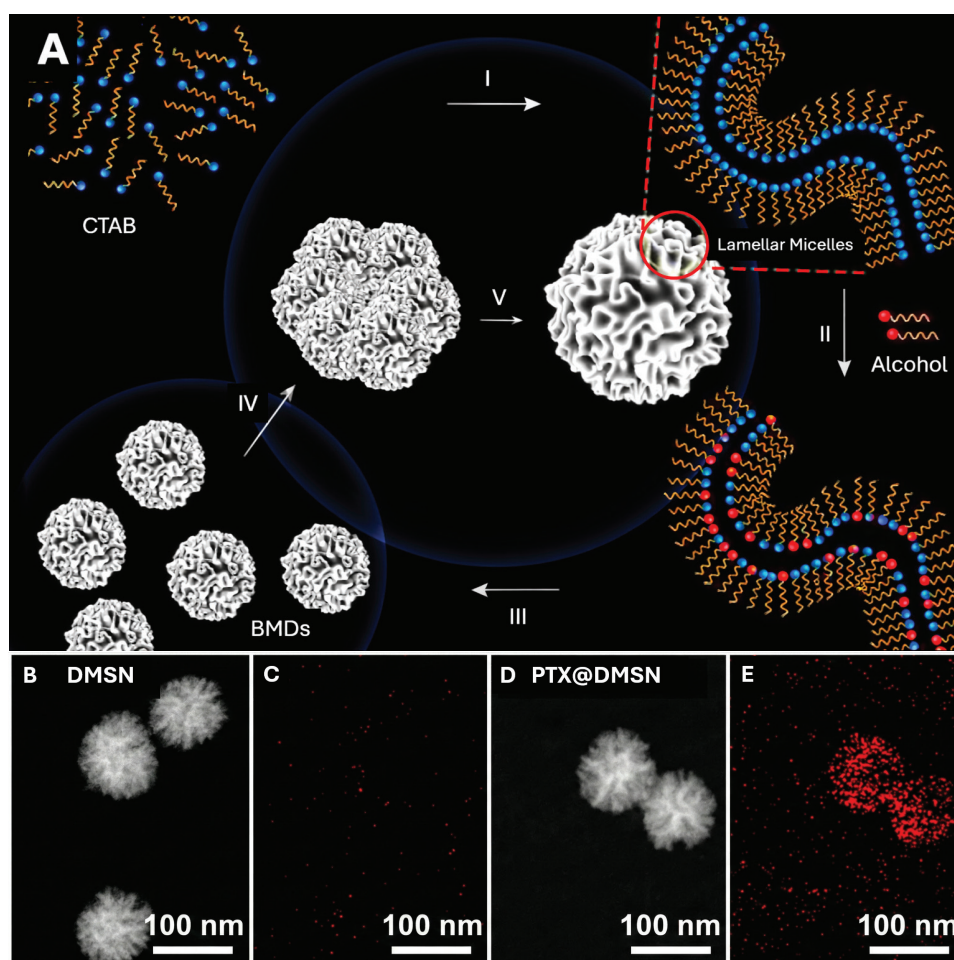 A
I
CTAB
Lamellar Micelles
V
II
Alcohol
IV
III
BMDs
B DMSN
C
D PTX@DMSN
E
100 nm
100 nm
100 nm
100 nm